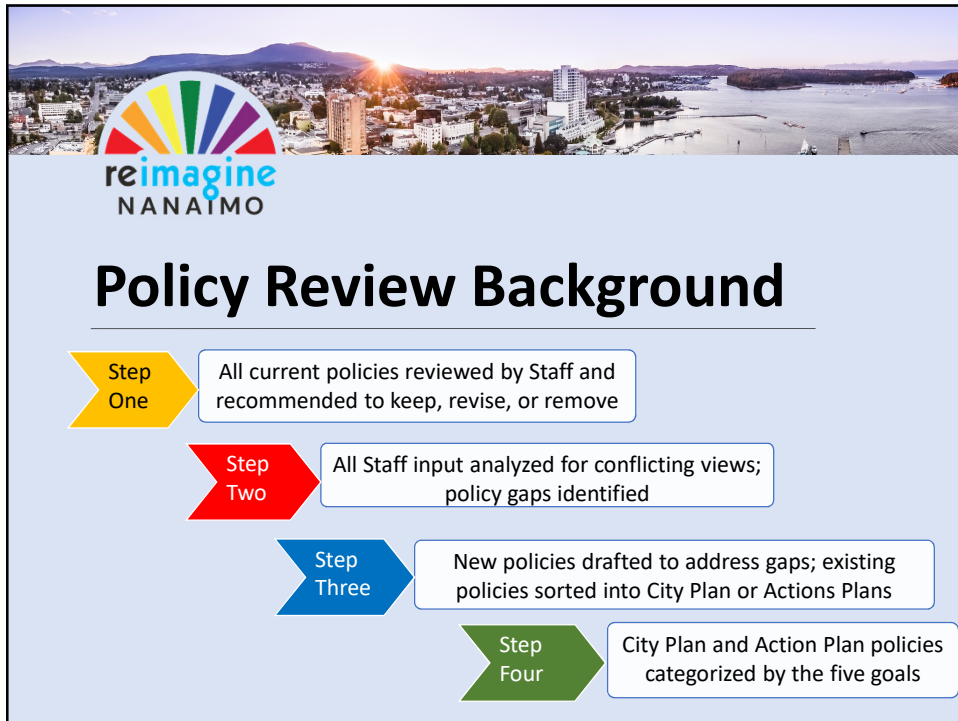 reimagine
NANAIMO
Policy Review Background
Step
One
All current policies reviewed by Staff and
recommended to keep, revise, or remove
Step
Two
All Staff input analyzed for conflicting views;
policy gaps identified
Step
Three
New policies drafted to address gaps; existing
policies sorted into City Plan or Actions Plans
Step
Four
City Plan and Action Plan policies
categorized by the five goals